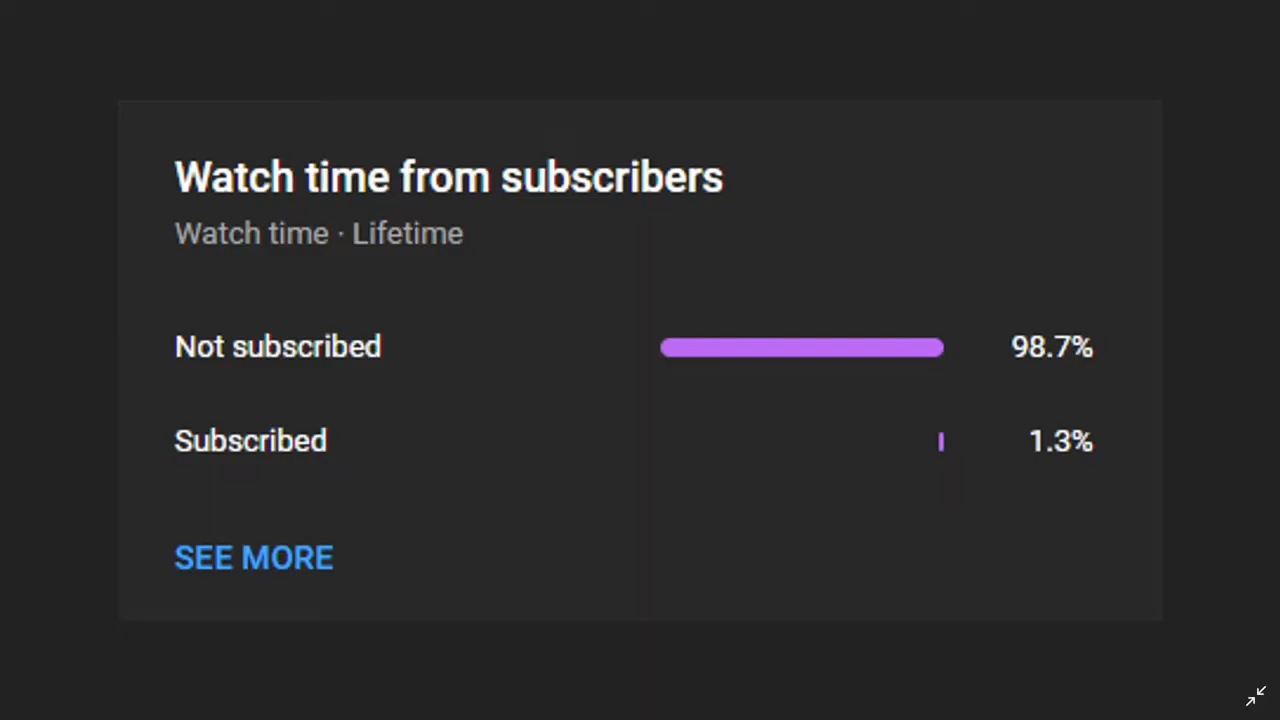 Watch time from subscribers
Watch time · Lifetime
Not subscribed 98.7%
Subscribed 1.3%
SEE MORE